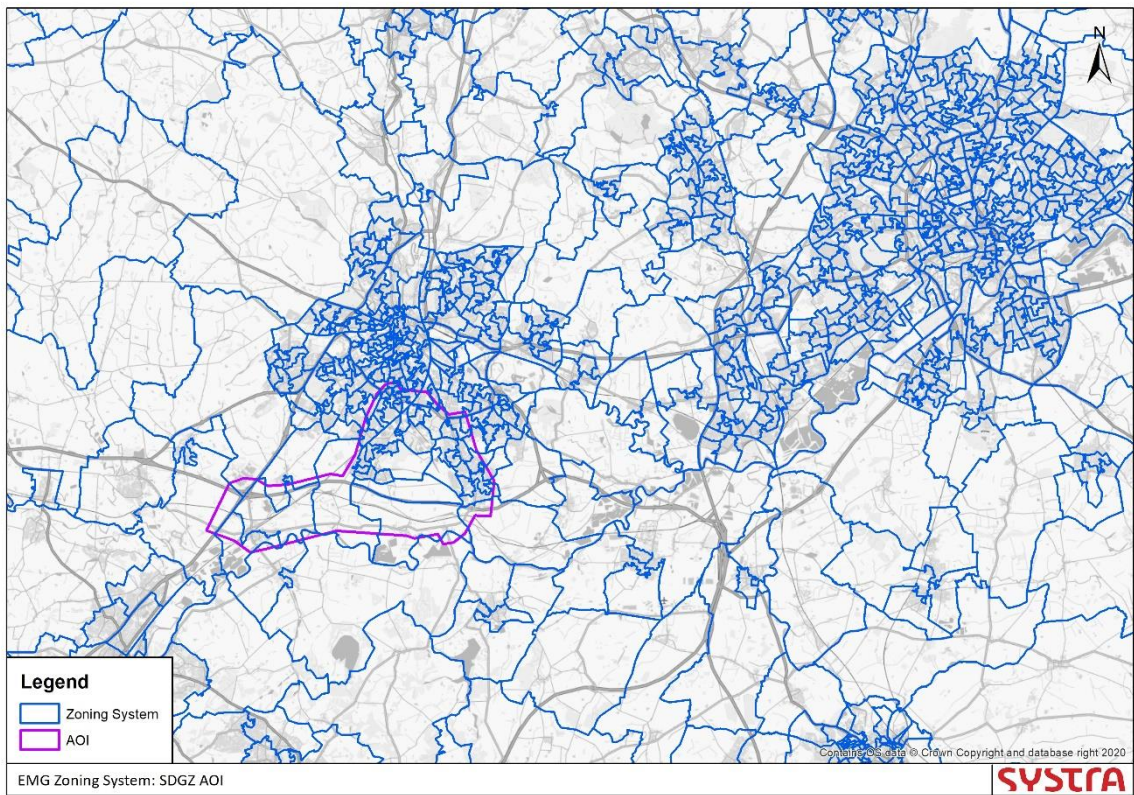 N
Legend
Zoning System
AOI
Contains OS data © Crown Copyright and database right 2020
EMG Zoning System: SDGZ AOI
SYSTRA